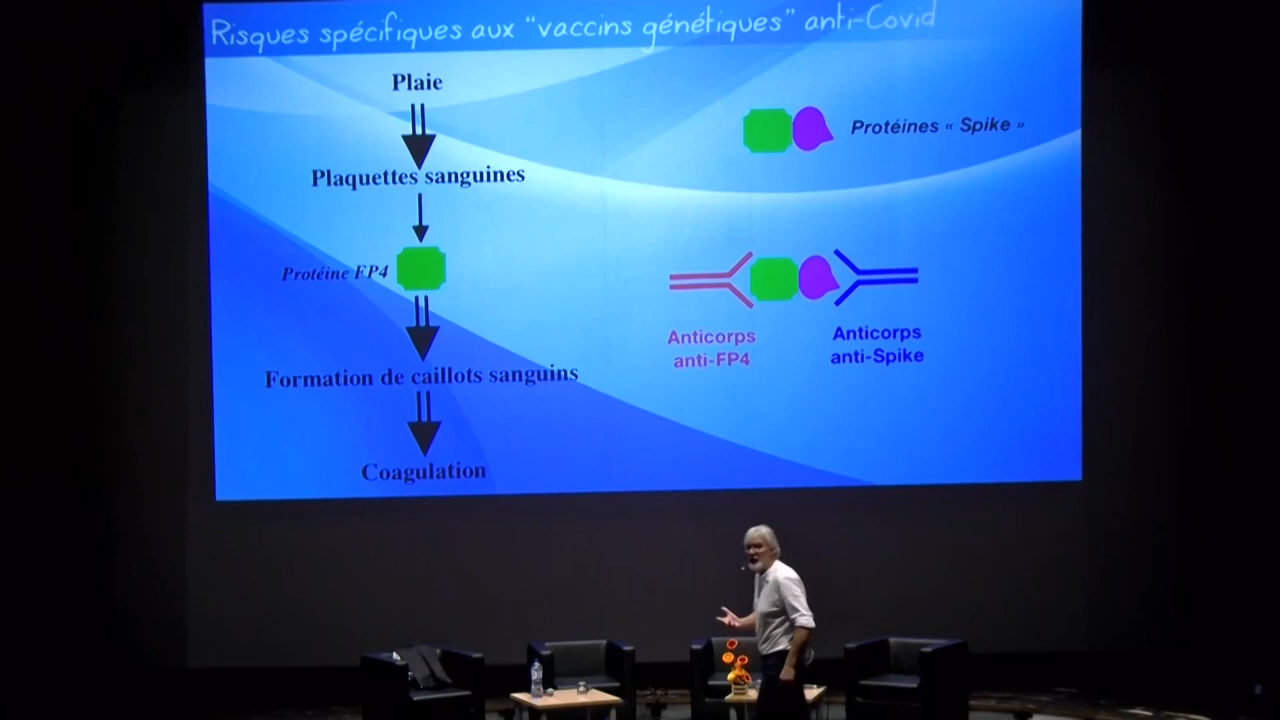 Risques spécifiques aux "vaccins génétiques" anti-Covid
Plaie
Plaquettes sanguines
Protéine FP4
Formation de caillots sanguins
Coagulation
Protéines « Spike »
Anticorps
anti-FP4
Anticorps
anti-Spike